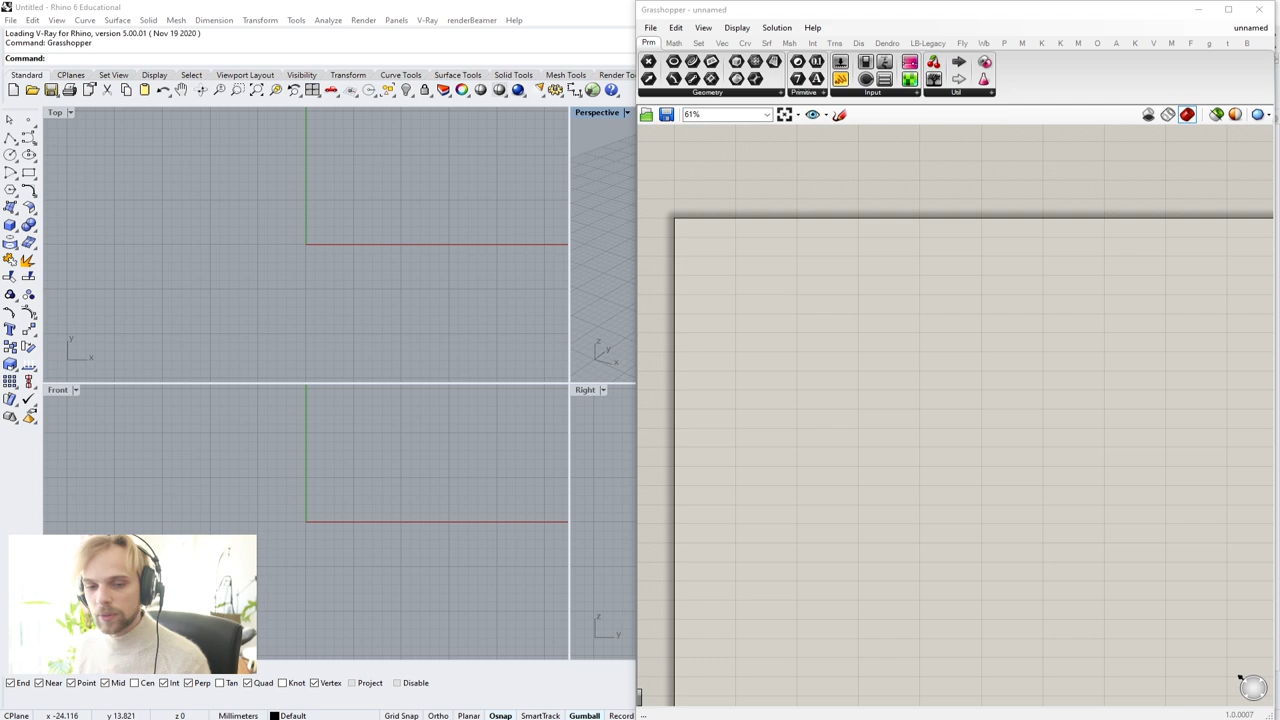 Untitled - Rhino 6 Educational
File Edit View Curve Surface Solid Mesh Dimension Transform Tools Analyze Render Panels V-Ray renderBeamer Help
Loading V-Ray for Rhino, version 5.00.01 ( Nov 19 2020 )
Command: Grasshopper
Command:
Standard CPlanes Set View Display Select Viewport Layout Visibility Transform Curve Tools Surface Tools Solid Tools Mesh Tools Render To
Top
Perspective
y
x
z
y
x
Front
Right
z
y
End Near Point Mid Cen Int Perp Tan Quad Knot Vertex Project Disable
CPlane x -24.116 y 13.821 z 0 Millimeters Default Grid Snap Ortho Planar Osnap SmartTrack Gumball Record
Grasshopper - unnamed
File Edit View Display Solution Help unnamed
Prm Math Set Vec Crv Srf Msh Int Trns Dis Dendro LB-Legacy Fly Wb P M K K M O A K V M F g t B
Geometry Primitive Input Util
61%
...
1.0.0007